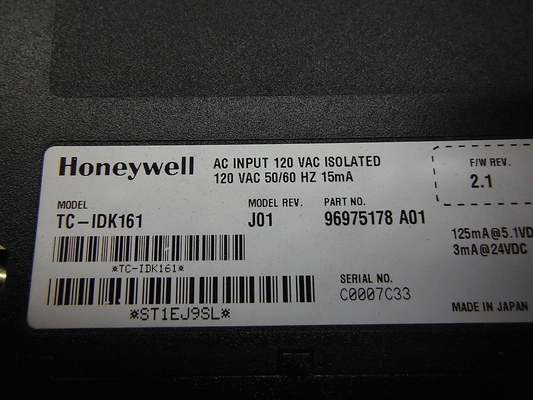 Honeywell
AC INPUT 120 VAC ISOLATED
120 VAC 50/60 HZ 15mA
F/W REV.
2.1
MODEL
TC-IDK161
MODEL REV.
J01
PART NO.
96975178 A01
125mA@5.1VD
3mA@24VDC
*TC-IDK161*
SERIAL NO.
C0007C33
*ST1EJ9SL*
MADE IN JAPAN